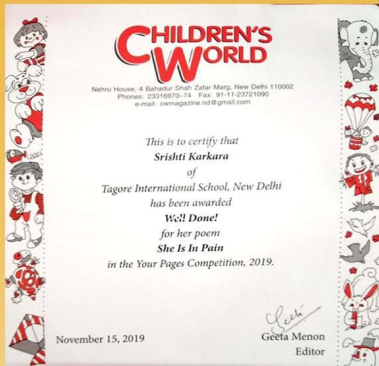 CHILDREN'S
WORLD
Nehru House, 4 Bahadur Shah Zafar Marg, New Delhi 110002
Phones: 23316970–74 Fax: 91-11-23721090
e-mail: cwmagazine.nd@gmail.com
This is to certify that
Srishti Karkara
of
Tagore International School, New Delhi
has been awarded
Well Done!
for her poem
She Is In Pain
in the Your Pages Competition, 2019.
Geeti
November 15, 2019
Geeta Menon
Editor